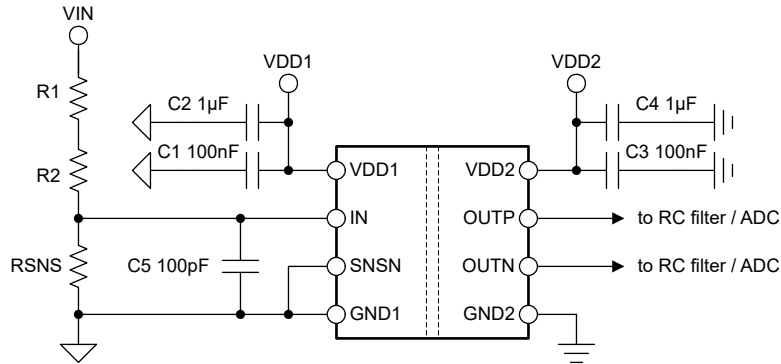 VIN
VDD1
VDD2
R1
C2 1µF
C4 1µF
C1 100nF
C3 100nF
R2
VDD1
VDD2
IN
OUTP
to RC filter / ADC
RSNS
C5 100pF
SNSN
OUTN
to RC filter / ADC
GND1
GND2